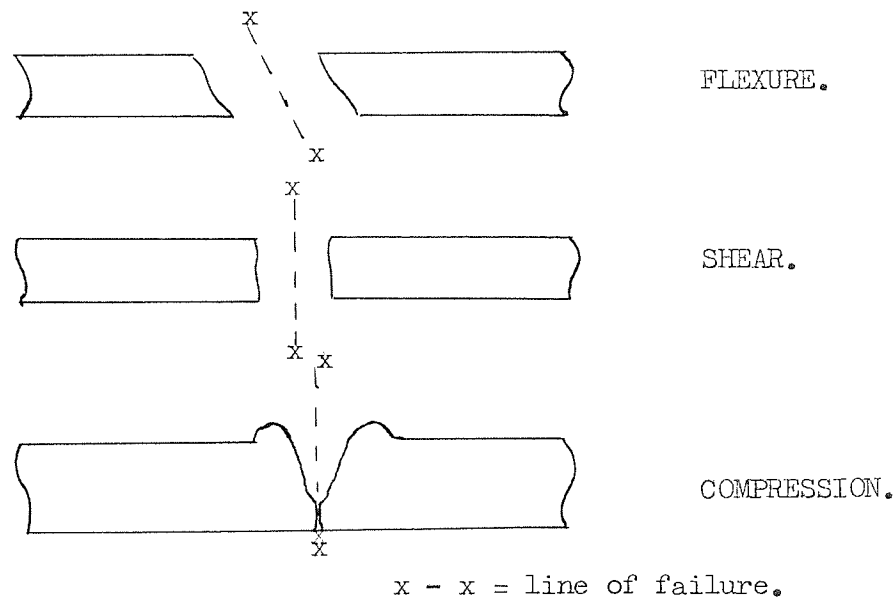 x
FLEXURE.
x
x
SHEAR.
x
x
COMPRESSION.
x
x - x = line of failure.